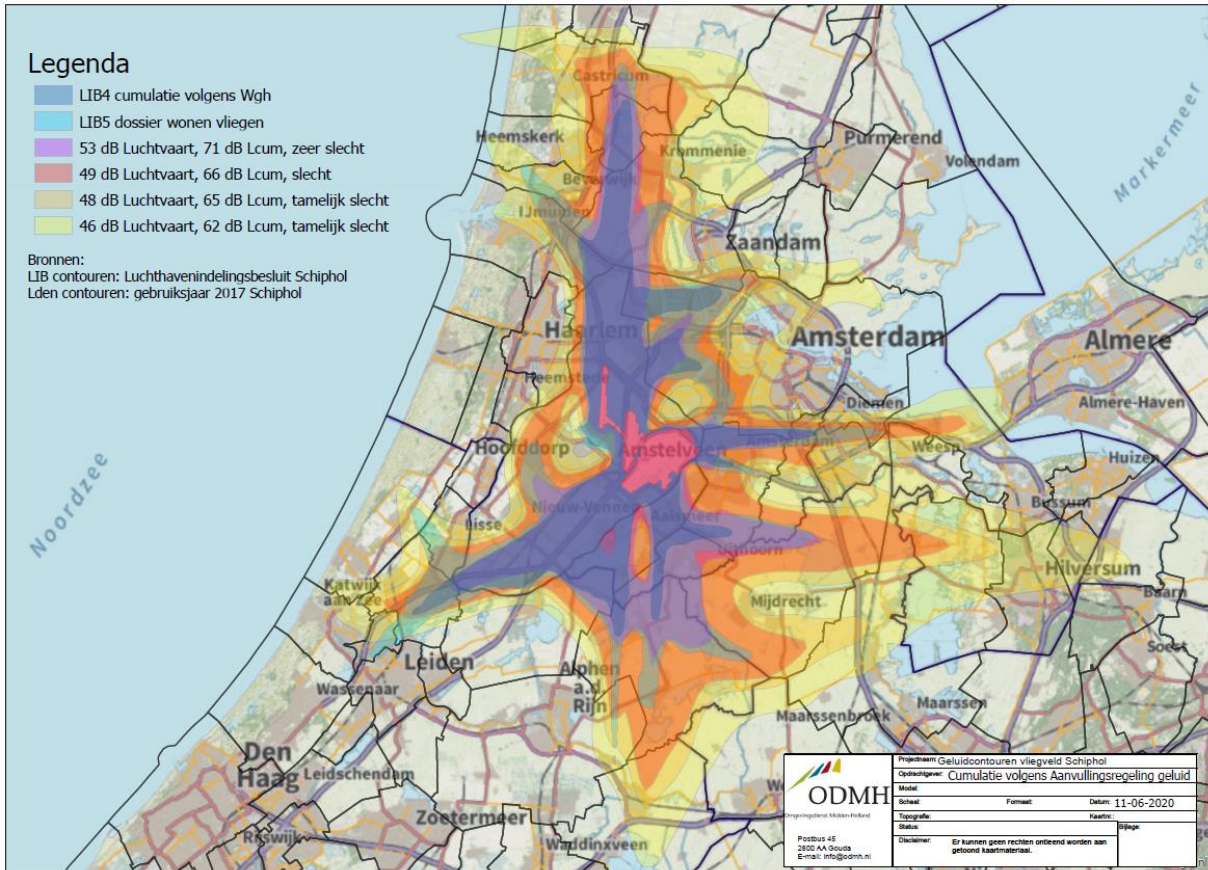 Legenda
LIB4 cumulatie volgens Wgh
LIB5 dossier wonen vliegen
53 dB Luchtvaart, 71 dB Lcum, zeer slecht
49 dB Luchtvaart, 66 dB Lcum, slecht
48 dB Luchtvaart, 65 dB Lcum, tamelijk slecht
46 dB Luchtvaart, 62 dB Lcum, tamelijk slecht
Bronnen:
LIB contouren: Luchthavenindelingsbesluit Schiphol
Lden contouren: gebruiksjaar 2017 Schiphol
Castricum
Heemskerk
Krommenie
Purmerend
Volendam
Markermeer
Beverwijk
IJmuiden
Zaandam
Haarlem
Amsterdam
Almere
Heemstede
Diemen
Almere-Haven
Hoofddorp
Amstelveen
Amsterdam
Weesp
Huizen
Noordzee
Nieuw-Vennep
Aalsmeer
Bussum
Lisse
Uithoorn
Hilversum
Katwijk
aan Zee
Mijdrecht
Baarn
Leiden
Soest
Wassenaar
Alphen
a.d.
Rijn
Maarssenbroek
Maarssen
Den
Haag
Leidschendam
Zoetermeer
Rijswijk
Waddinxveen
ODMH
Omgevingsdienst Midden-Holland
Postbus 45
2800 AA Gouda
E-mail: info@odmh.nl
Projectnaam: Geluidcontouren vliegveld Schiphol
Opdrachtgever: Cumulatie volgens Aanvullingsregeling geluid
Model:
Schaal: Formaat: Datum: 11-06-2020
Topografie: Kaartnr.:
Status: Bijlage:
Disclaimer: Er kunnen geen rechten ontleend worden aan
getoond kaartmateriaal.